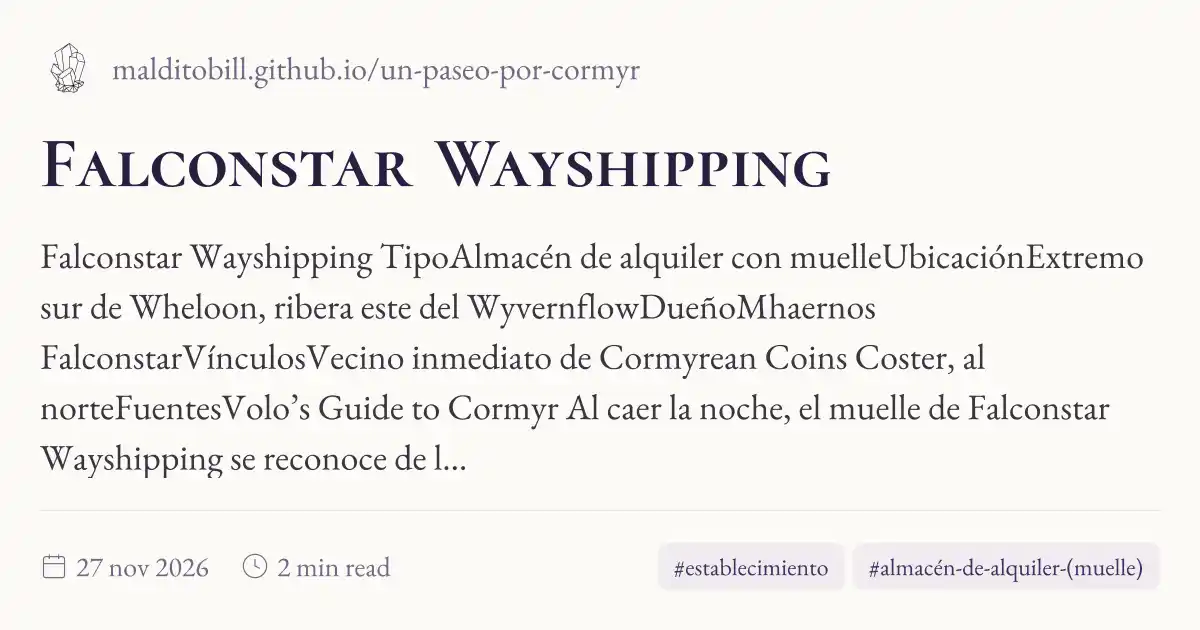 malditobill.github.io/un-paseo-por-cormyr
Falconstar Wayshipping
Falconstar Wayshipping TipoAlmacén de alquiler con muelleUbicaciónExtremo
sur de Wheloon, ribera este del WyvernflowDueñoMhaernos
FalconstarVínculosVecino inmediato de Cormyrean Coins Coster, al
norteFuentesVolo’s Guide to Cormyr Al caer la noche, el muelle de Falconstar
Wayshipping se reconoce de l...
27 nov 2026
2 min read
#establecimiento
#almacén-de-alquiler-(muelle)